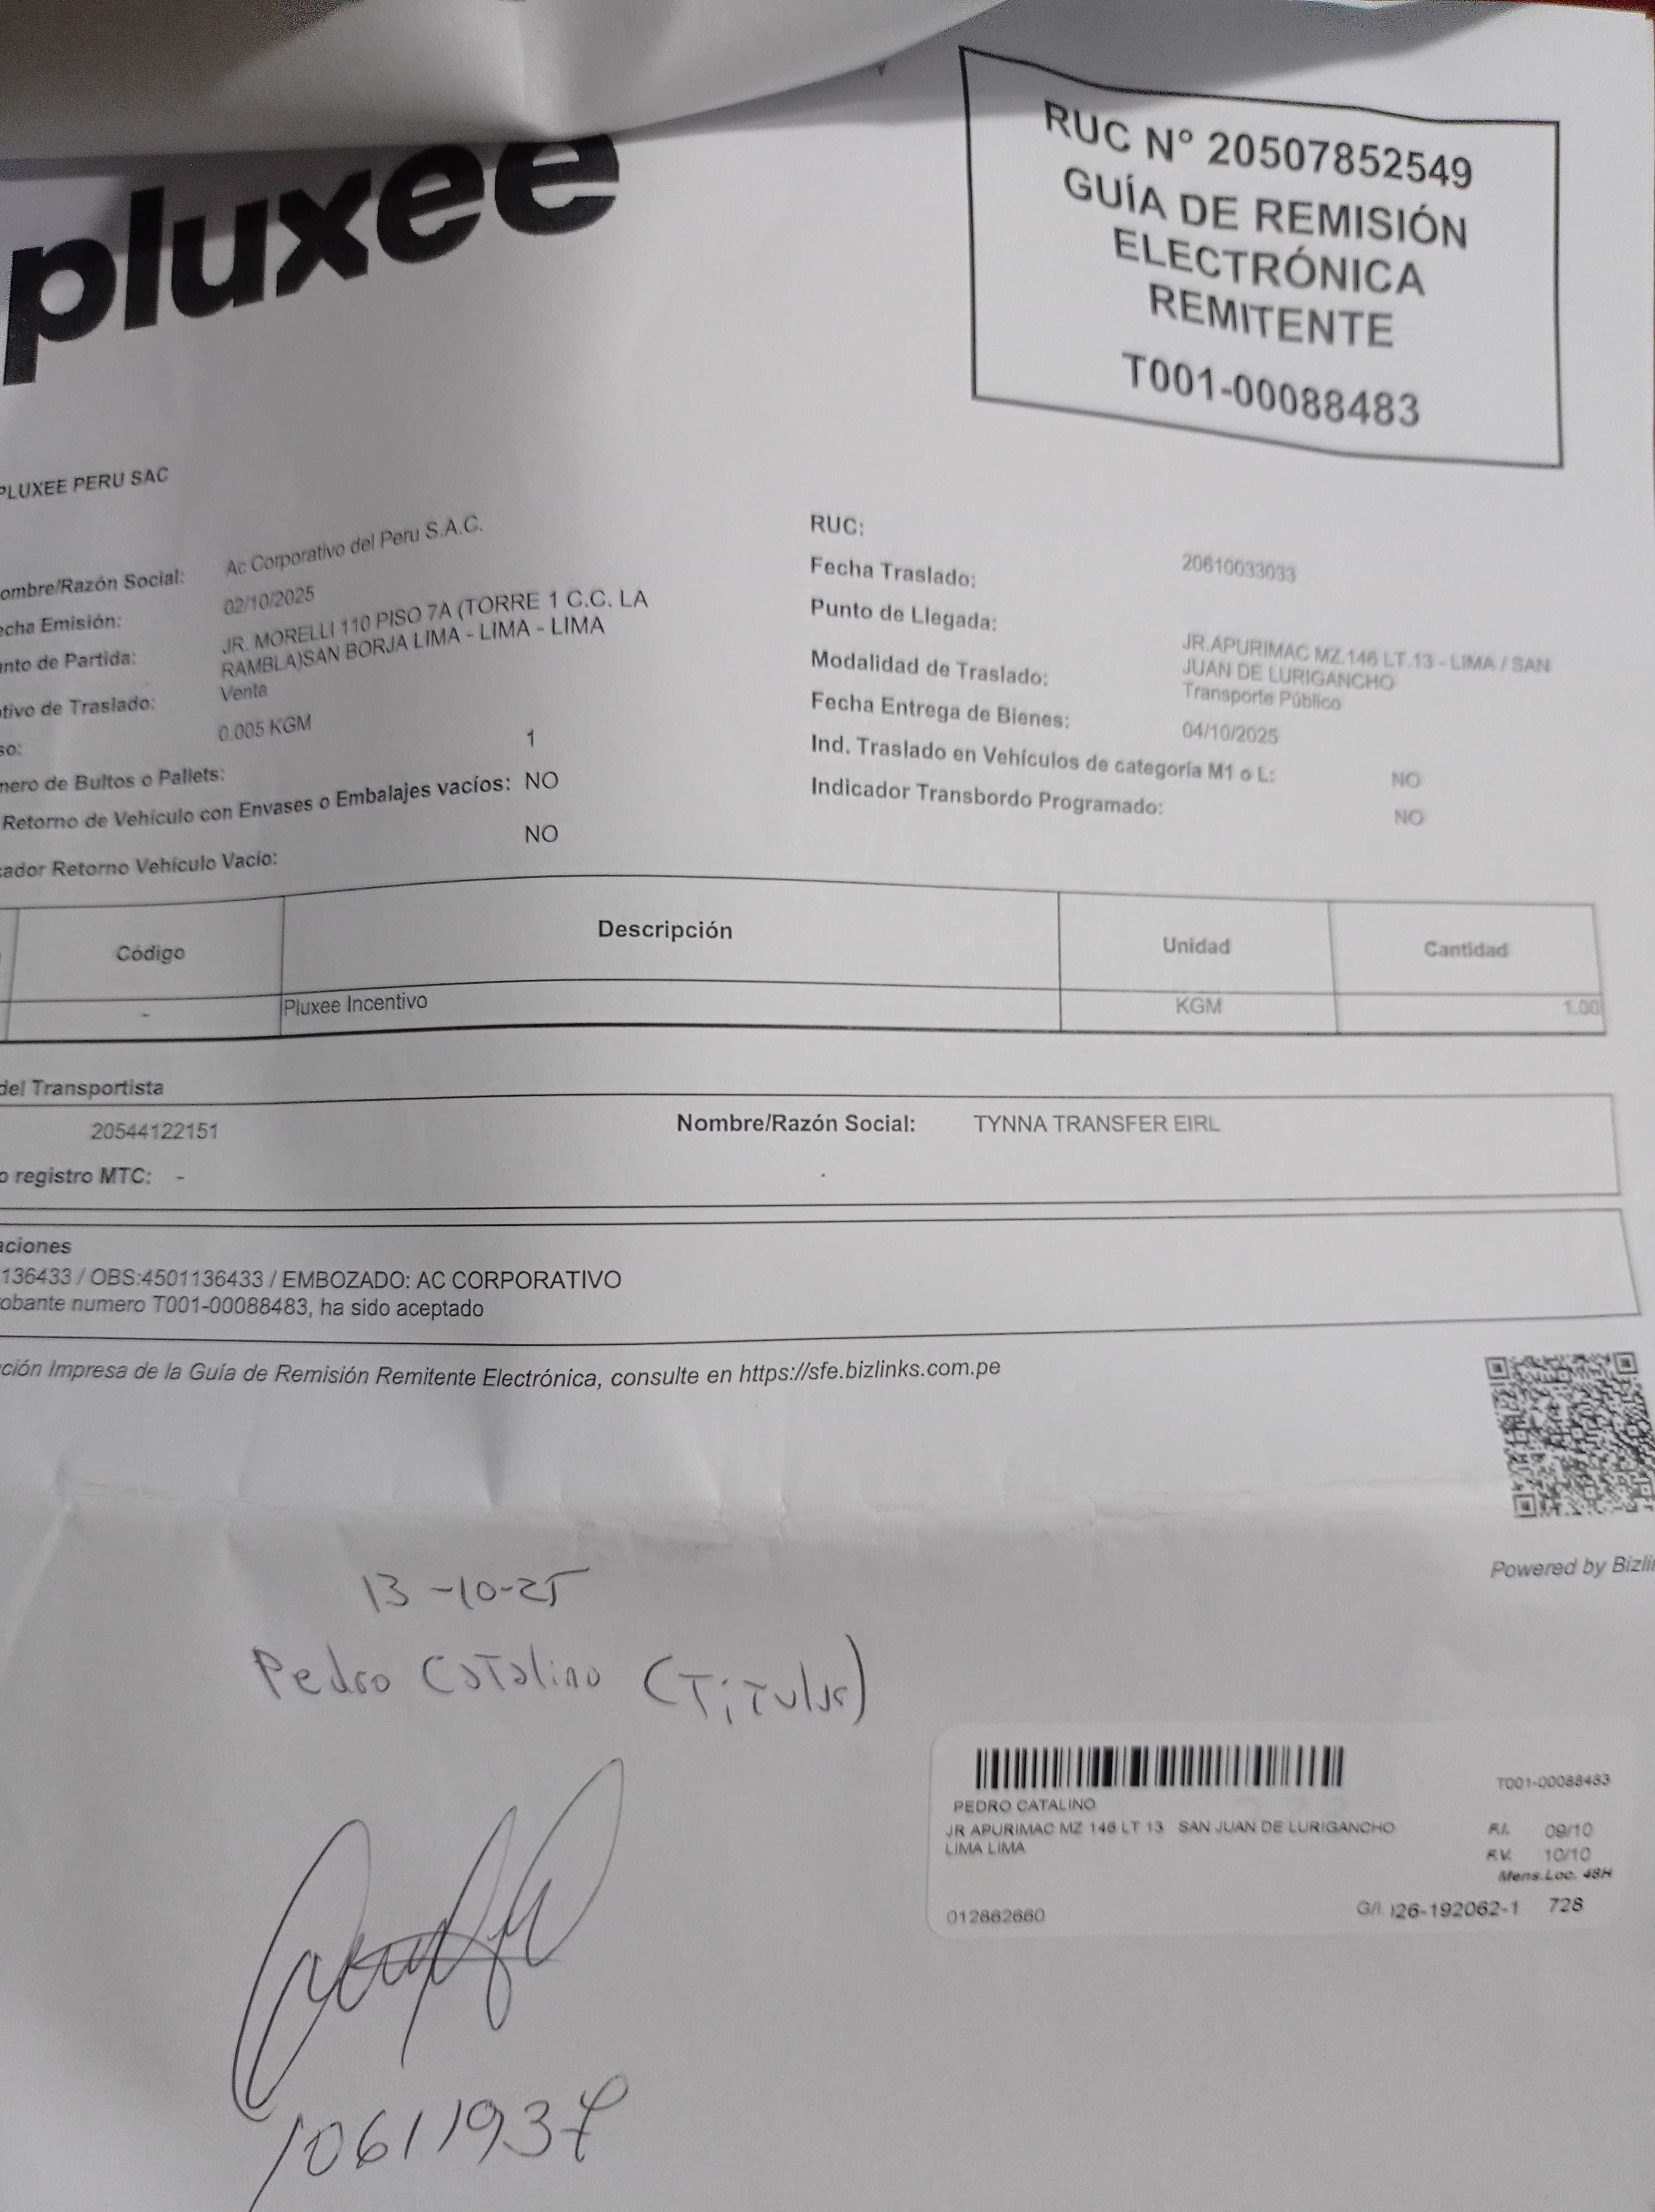 pluxee
RUC N° 20507852549
GUÍA DE REMISIÓN
ELECTRÓNICA
REMITENTE
T001-00088483
PLUXEE PERU SAC
ombre/Razón Social: Ac Corporativo del Peru S.A.C.
echa Emisión: 02/10/2025
nto de Partida: JR. MORELLI 110 PISO 7A (TORRE 1 C.C. LA
RAMBLA)SAN BORJA LIMA - LIMA - LIMA
tivo de Traslado: Venta
so: 0.005 KGM
nero de Bultos o Pallets: 1
Retorno de Vehículo con Envases o Embalajes vacíos: NO
cador Retorno Vehículo Vacío: NO
RUC: 20610033033
Fecha Traslado:
Punto de Llegada: JR.APURIMAC MZ.146 LT.13 - LIMA / SAN
JUAN DE LURIGANCHO
Modalidad de Traslado: Transporte Público
Fecha Entrega de Bienes: 04/10/2025
Ind. Traslado en Vehículos de categoría M1 o L: NO
Indicador Transbordo Programado: NO
Código Descripción Unidad Cantidad
- Pluxee Incentivo KGM 1.00
del Transportista
20544122151 Nombre/Razón Social: TYNNA TRANSFER EIRL
o registro MTC: -
aciones
136433 / OBS:4501136433 / EMBOZADO: AC CORPORATIVO
obante numero T001-00088483, ha sido aceptado
ción Impresa de la Guía de Remisión Remitente Electrónica, consulte en https://sfe.bizlinks.com.pe
Powered by Bizli
13-10-25
Pedro Catalino (Titular)
T001-00088483
PEDRO CATALINO
JR APURIMAC MZ 146 LT 13 SAN JUAN DE LURIGANCHO
LIMA LIMA
F.I. 09/10
F.V. 10/10
Mens.Loc. 48H
012862660 G/I 026-192062-1 728
10611937